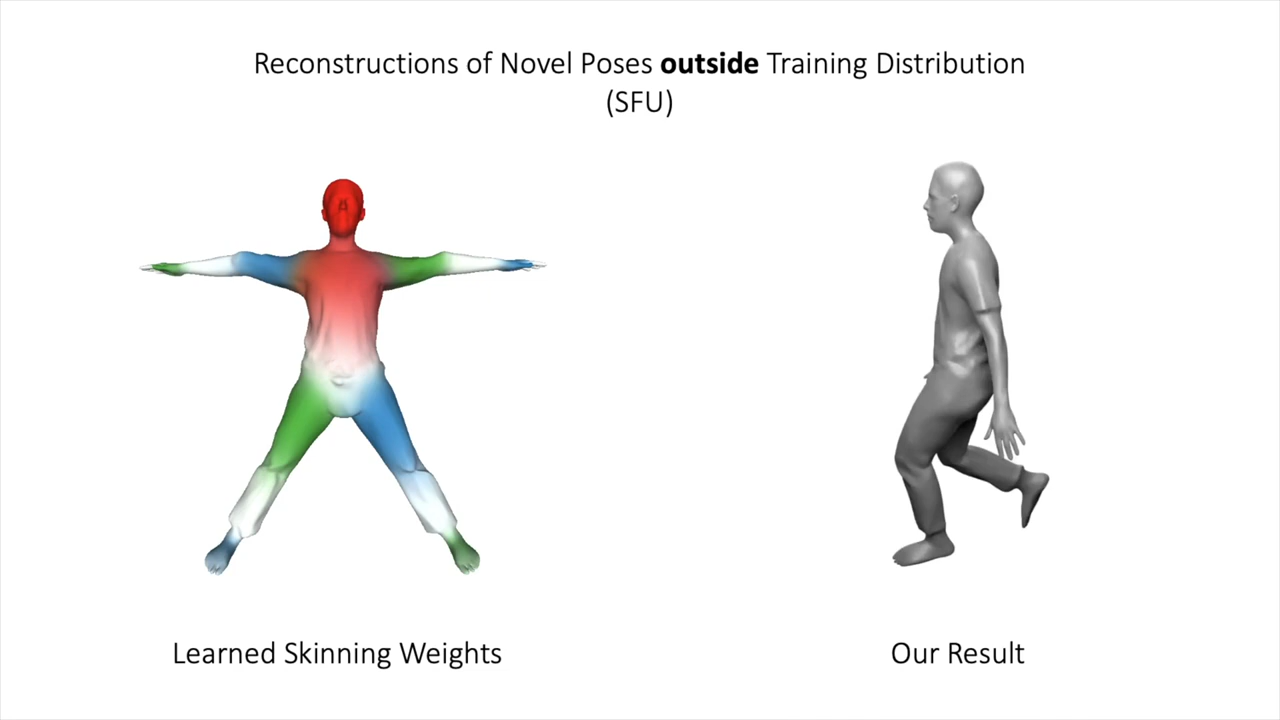 Reconstructions of Novel Poses outside Training Distribution
(SFU)
Learned Skinning Weights
Our Result